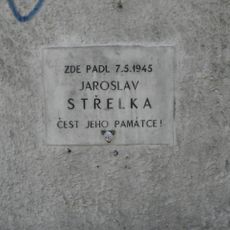 ZDE PADL 7.5.1945
JAROSLAV
STŘELKA
ČEST JEHO PAMÁTCE!